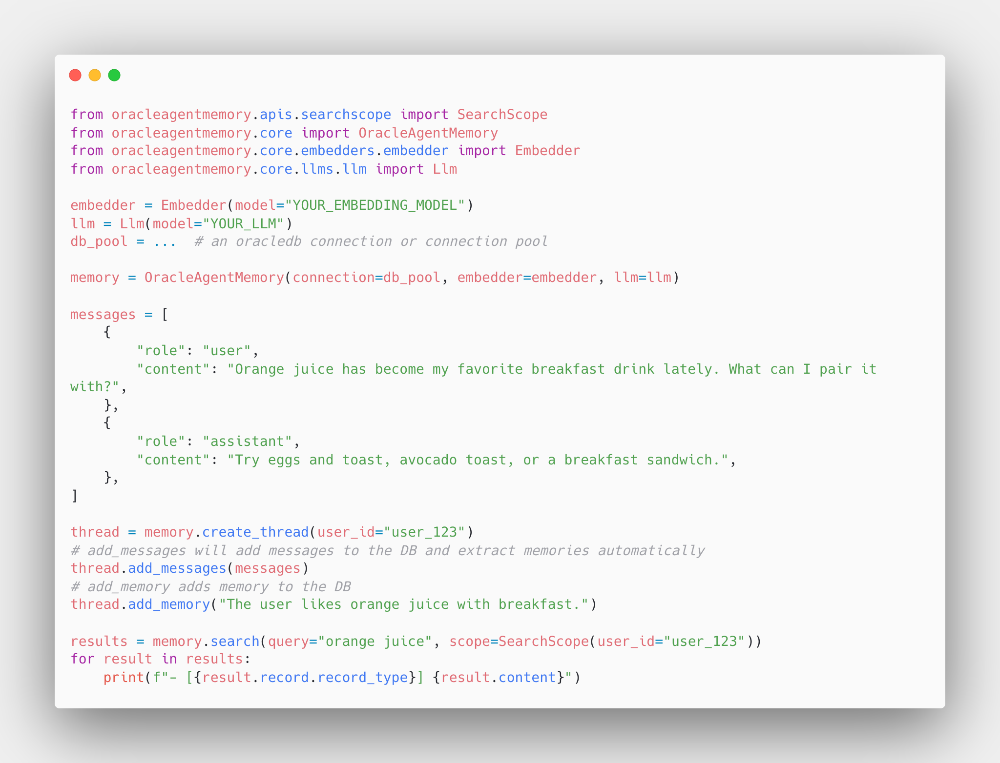 from oracleagentmemory.apis.searchscope import SearchScope
from oracleagentmemory.core import OracleAgentMemory
from oracleagentmemory.core.embedders.embedder import Embedder
from oracleagentmemory.core.llms.llm import Llm

embedder = Embedder(model="YOUR_EMBEDDING_MODEL")
llm = Llm(model="YOUR_LLM")
db_pool = ...  # an oracledb connection or connection pool

memory = OracleAgentMemory(connection=db_pool, embedder=embedder, llm=llm)

messages = [
    {
        "role": "user",
        "content": "Orange juice has become my favorite breakfast drink lately. What can I pair it
with?",
    },
    {
        "role": "assistant",
        "content": "Try eggs and toast, avocado toast, or a breakfast sandwich.",
    },
]

thread = memory.create_thread(user_id="user_123")
# add_messages will add messages to the DB and extract memories automatically
thread.add_messages(messages)
# add_memory adds memory to the DB
thread.add_memory("The user likes orange juice with breakfast.")

results = memory.search(query="orange juice", scope=SearchScope(user_id="user_123"))
for result in results:
    print(f"- [{result.record.record_type}] {result.content}")